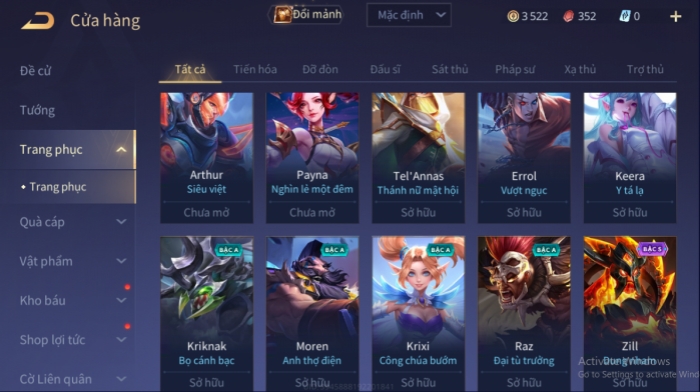 Cửa hàng
Đổi mảnh
Mặc định
3 522
352
0
Đề cử
Tướng
Trang phục
Trang phục
Quà cáp
Vật phẩm
Kho báu
Shop lợi tức
Cờ Liên quân
Tất cả
Tiến hóa
Đỡ đòn
Đấu sĩ
Sát thủ
Pháp sư
Xạ thủ
Trợ thủ
Arthur
Siêu việt
Chưa mở
Payna
Nghìn lẻ một đêm
Chưa mở
Tel'Annas
Thánh nữ mật hội
Sở hữu
Errol
Vượt ngục
Sở hữu
Keera
Y tá lạ
Sở hữu
Kriknak
Bọ cánh bạc
Sở hữu
BẬC A
Moren
Anh thợ điện
Sở hữu
BẬC A
Krixi
Công chúa bướm
Sở hữu
BẬC A
Raz
Đại tù trưởng
Sở hữu
BẬC S
Zill
Dung nham
Sở hữu
Activate Windows
Go to Settings to activate Wind